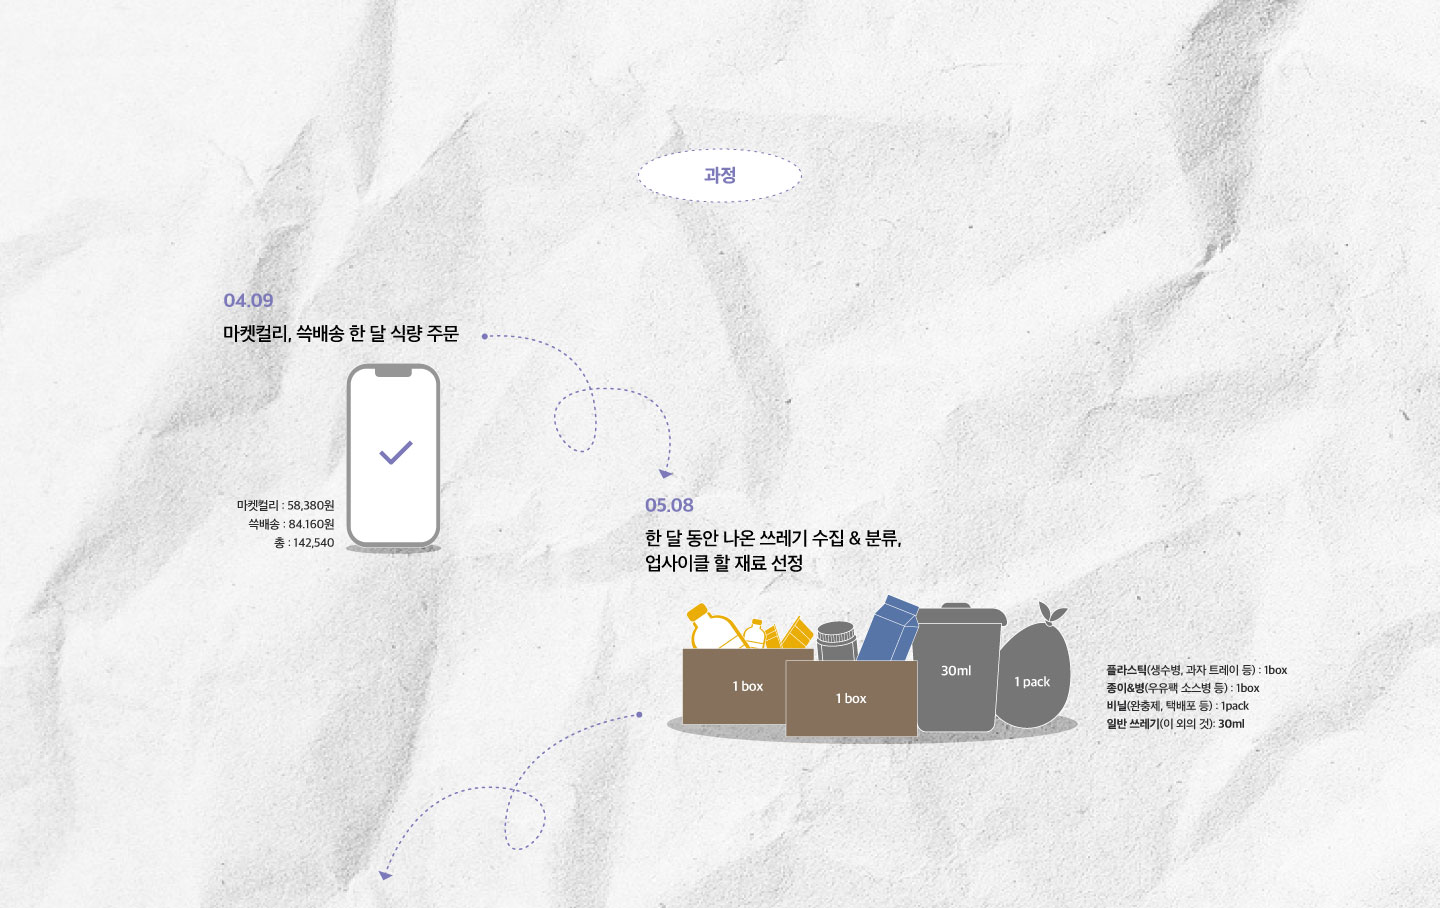 과정
04.09
마켓컬리, 쓱배송 한 달 식량 주문
마켓컬리 : 58,380원
쓱배송 : 84.160원
총 : 142,540
05.08
한 달 동안 나온 쓰레기 수집 & 분류,
업사이클 할 재료 선정
1 box
1 box
30ml
1 pack
플라스틱(생수병, 과자 트레이 등) : 1box
종이&병(우유팩 소스병 등) : 1box
비닐(완충제, 택배포 등) : 1pack
일반 쓰레기(이 외의 것): 30ml